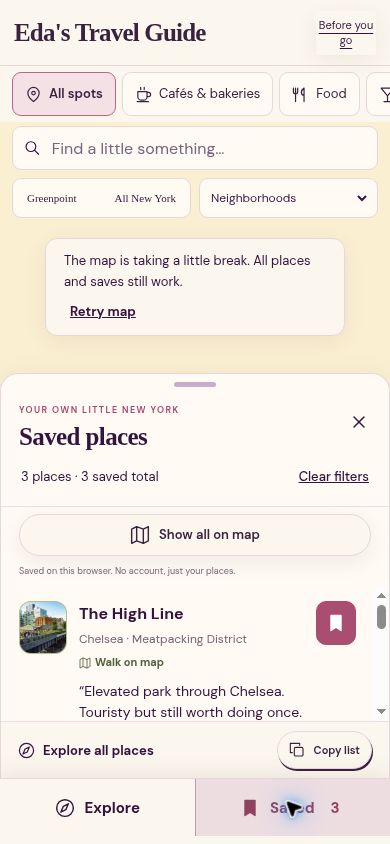 Eda's Travel Guide
Before you
go
All spots
Cafés & bakeries
Food
Find a little something...
Greenpoint
All New York
Neighborhoods
The map is taking a little break. All places
and saves still work.
Retry map
YOUR OWN LITTLE NEW YORK
Saved places
3 places · 3 saved total
Clear filters
Show all on map
Saved on this browser. No account, just your places.
The High Line
Chelsea · Meatpacking District
Walk on map
“Elevated park through Chelsea.
Touristy but still worth doing once.
Explore all places
Copy list
Explore
Saved 3